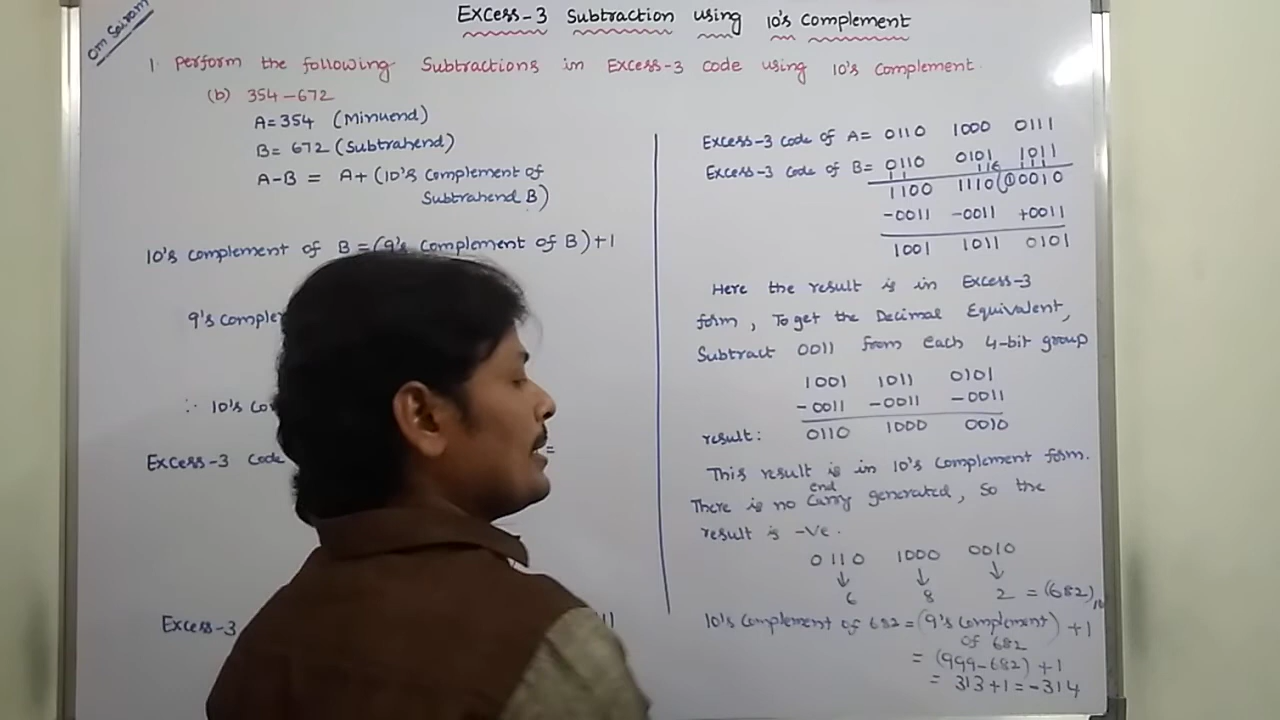 Om Sairam
Excess-3 Subtraction using 10's Complement
1 Perform the following Subtractions in Excess-3 code using 10's Complement.
(b) 354-672
A=354 (Minuend)
B= 672 (Subtrahend)
A-B = A+(10's Complement of
Subtrahend B)
10's complement of B=(9's complement of B)+1
9's comple
∴ 10's co
Excess-3 Code =
Excess-3
Excess-3 code of A= 0110 1000 0111
Excess-3 code of B= 0110 0101 1011
1100 1110 (1)0010
-0011 -0011 +0011
1001 1011 0101
Here the result is in Excess-3
form, To get the Decimal Equivalent,
Subtract 0011 from each 4-bit group
1001 1011 0101
-0011 -0011 -0011
result: 0110 1000 0010
This result is in 10's complement form.
There is no end carry generated, so the
result is -ve.
0110 1000 0010
↓ ↓ ↓
6 8 2 = (682)10
10's complement of 682 = (9's complement) +1
of 682
= (999-682) +1
= 313+1=-314